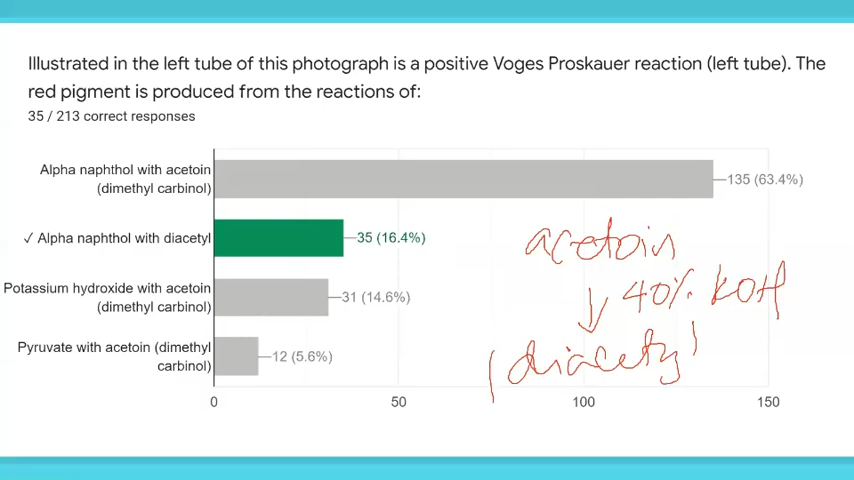 Illustrated in the left tube of this photograph is a positive Voges Proskauer reaction (left tube). The
red pigment is produced from the reactions of:
35 / 213 correct responses
Alpha naphthol with acetoin
(dimethyl carbinol)
135 (63.4%)
✓ Alpha naphthol with diacetyl
35 (16.4%)
acetoin
Potassium hydroxide with acetoin
(dimethyl carbinol)
31 (14.6%)
↓ 40% KOH
Pyruvate with acetoin (dimethyl
carbinol)
12 (5.6%)
(diacetyl)
0 50 100 150